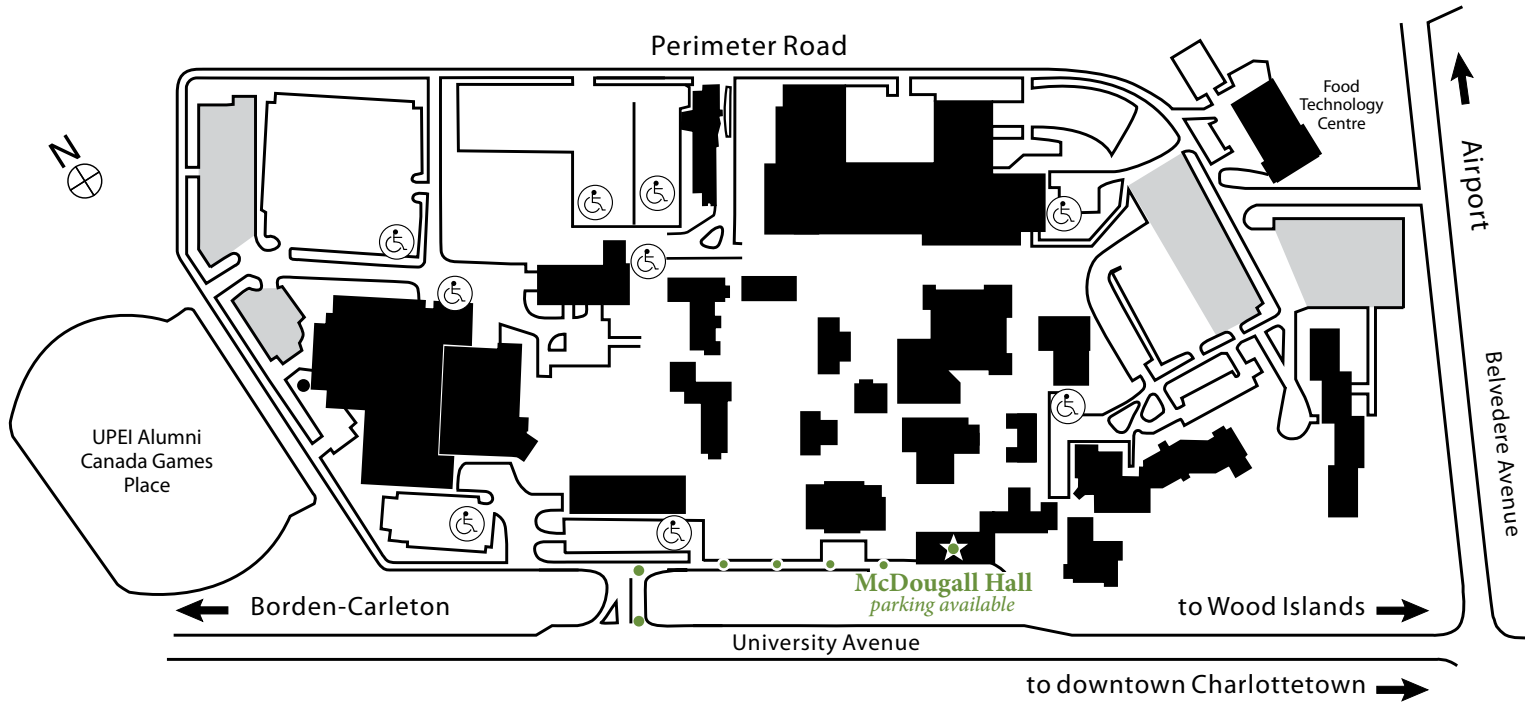 Perimeter Road
Food
Technology
Centre
N
Airport
Belvedere Avenue
UPEI Alumni
Canada Games
Place
McDougall Hall
parking available
Borden-Carleton
to Wood Islands
University Avenue
to downtown Charlottetown